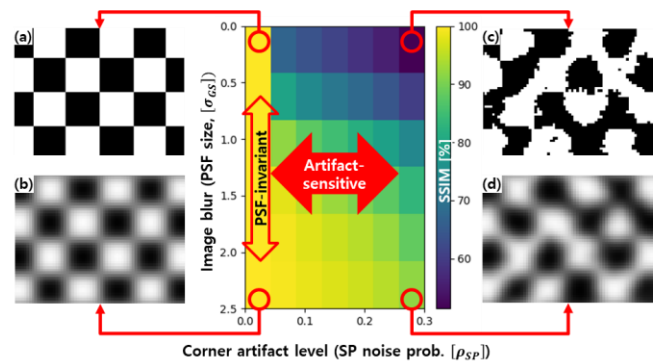 (a)
(b)
(c)
(d)
Image blur (PSF size, [σ_GS])
0.0
0.5
1.0
1.5
2.0
2.5
PSF-invariant
Artifact-
sensitive
0.0
0.1
0.2
0.3
100
90
80
70
60
SSIM [%]
Corner artifact level (SP noise prob. [ρ_SP])